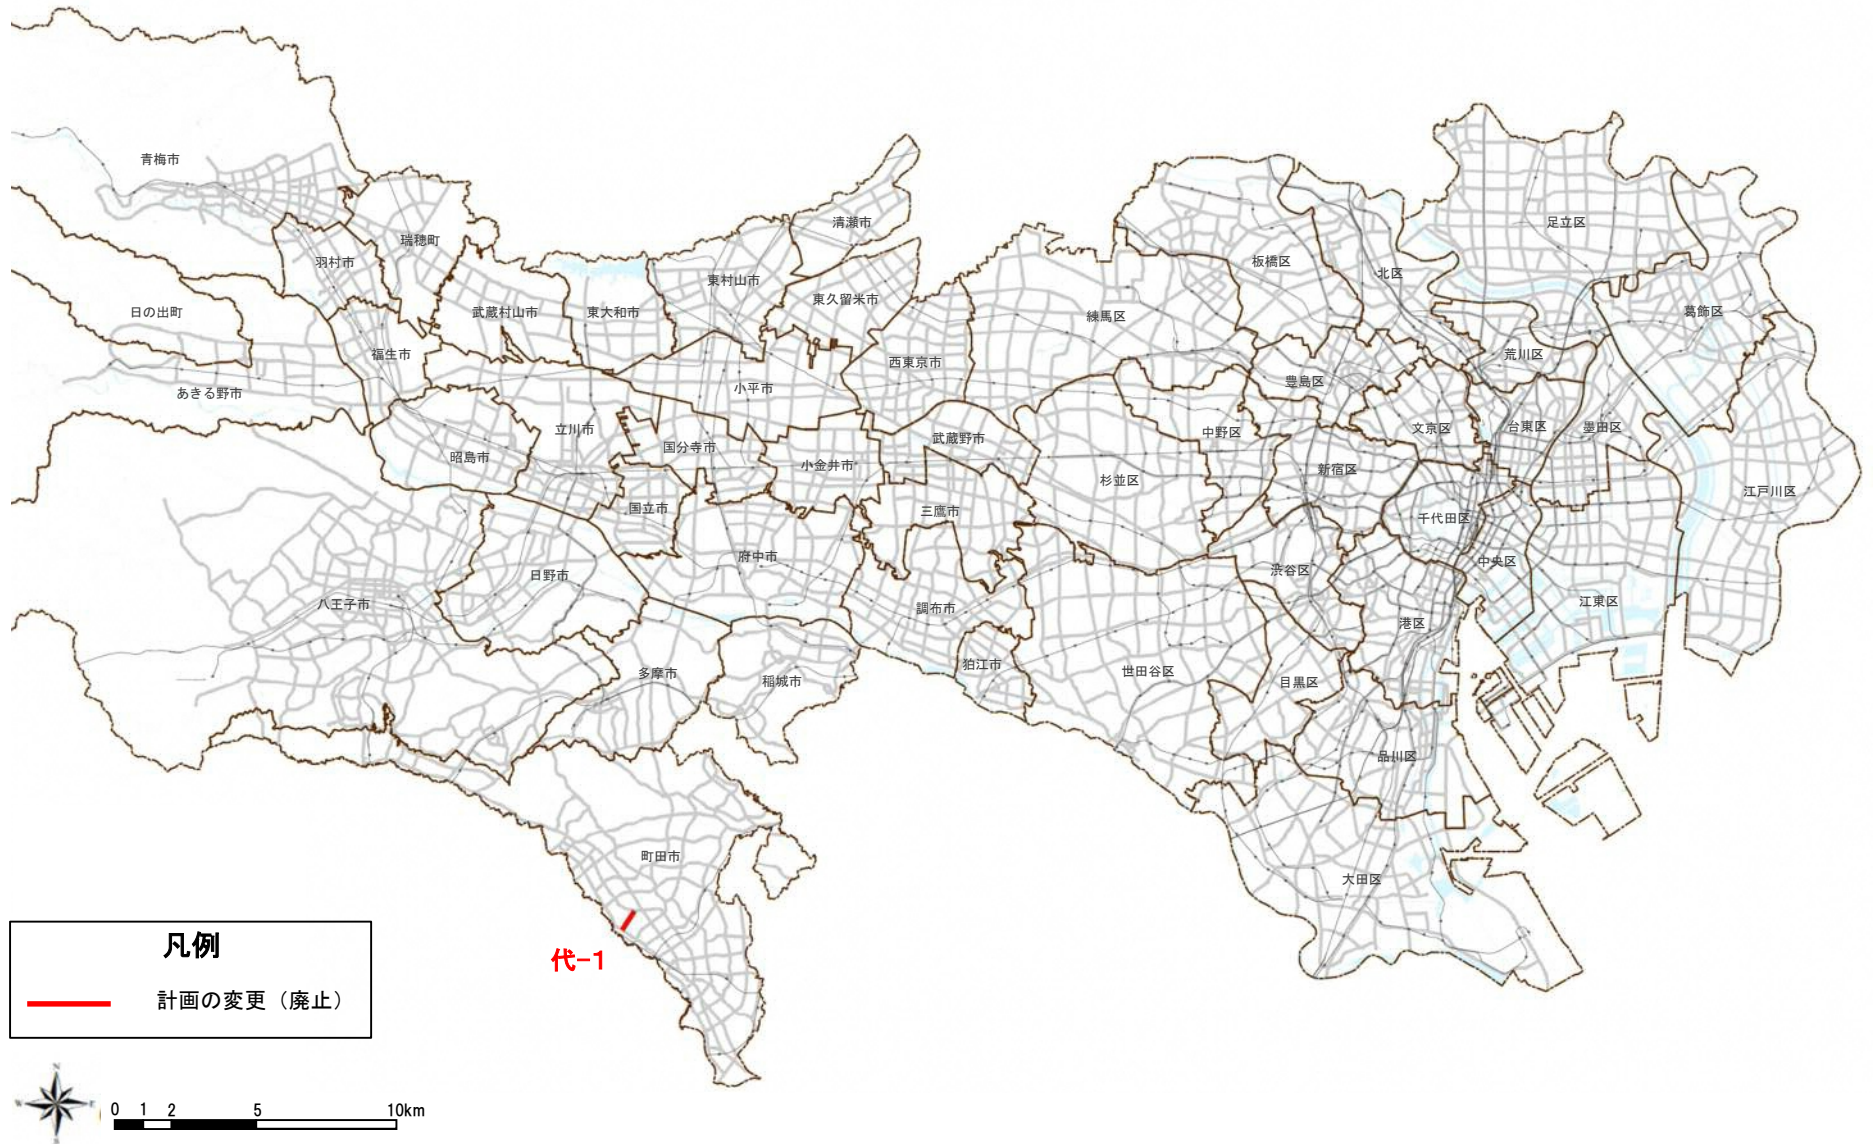 青梅市
瑞穂町
羽村市
日の出町
福生市
あきる野市
武蔵村山市
東大和市
東村山市
清瀬市
東久留米市
西東京市
小平市
立川市
昭島市
国分寺市
小金井市
武蔵野市
国立市
三鷹市
府中市
日野市
八王子市
調布市
狛江市
多摩市
稲城市
町田市
練馬区
板橋区
北区
足立区
葛飾区
荒川区
豊島区
文京区
台東区
墨田区
中野区
新宿区
杉並区
千代田区
江戸川区
中央区
渋谷区
江東区
港区
世田谷区
目黒区
品川区
大田区
代-1
凡例
計画の変更（廃止）
N
W
E
S
0 1 2 5 10km